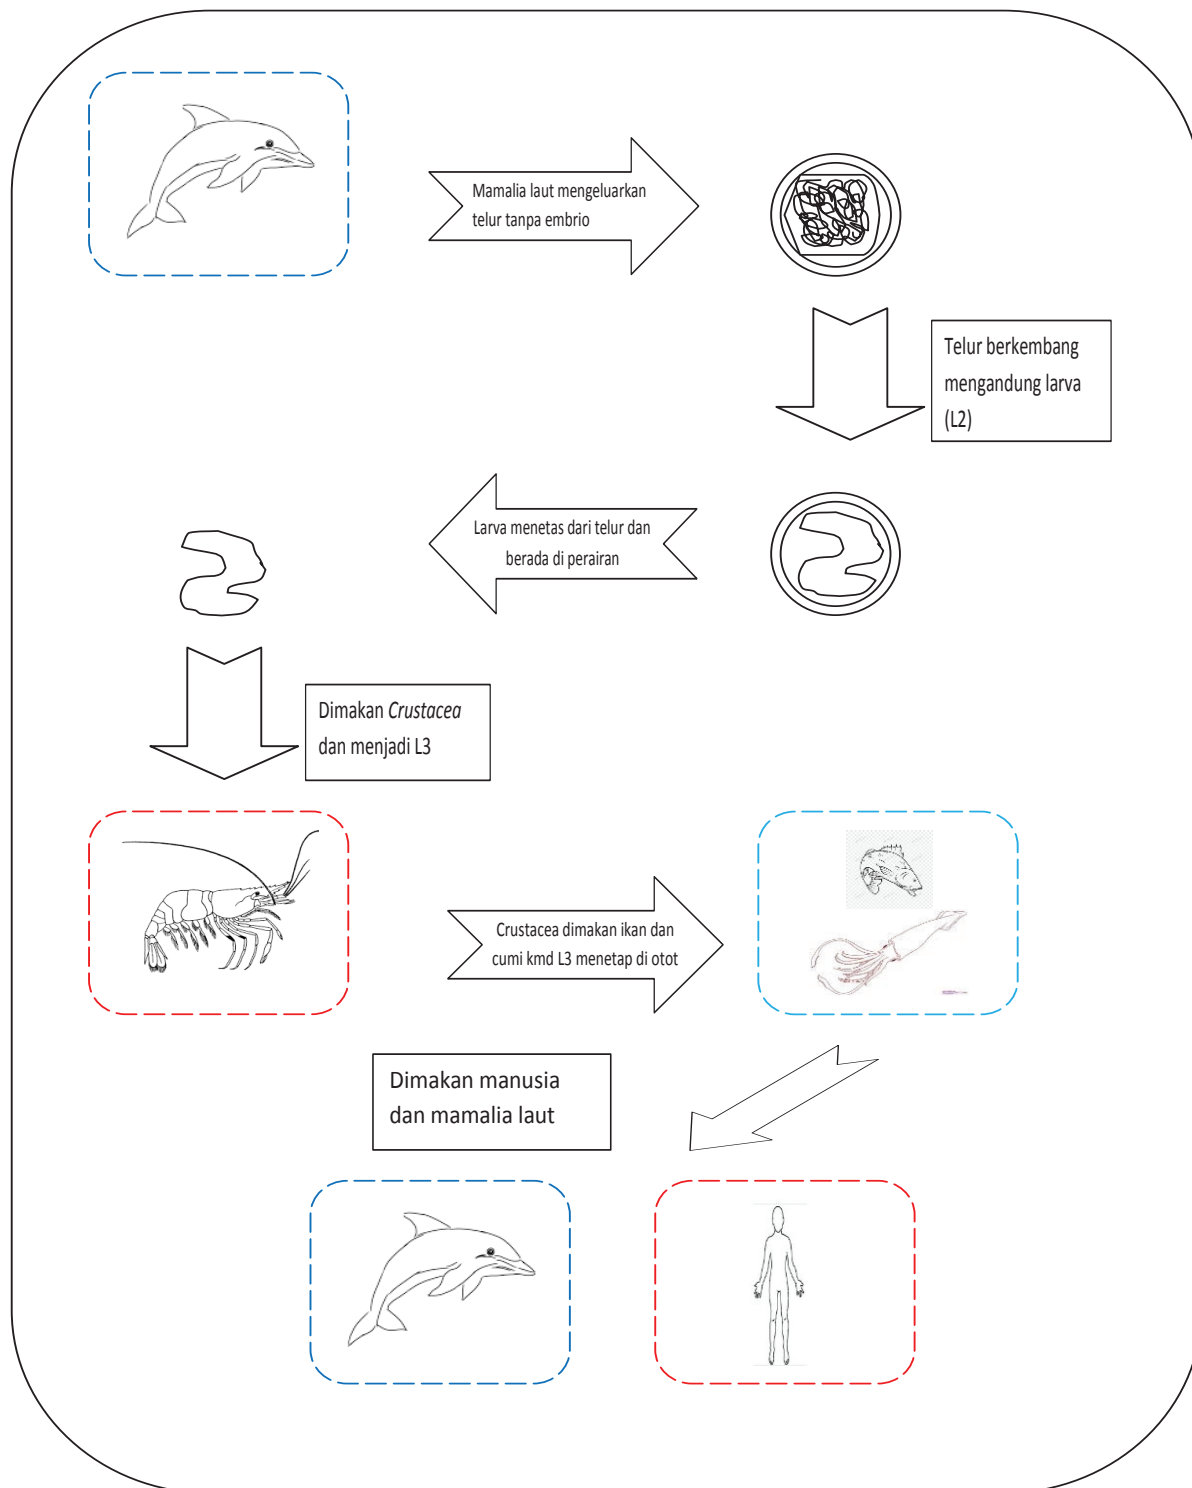 Mamalia laut mengeluarkan
telur tanpa embrio
Telur berkembang
mengandung larva
(L2)
Larva menetas dari telur dan
berada di perairan
Dimakan Crustacea
dan menjadi L3
Crustacea dimakan ikan dan
cumi kmd L3 menetap di otot
Dimakan manusia
dan mamalia laut